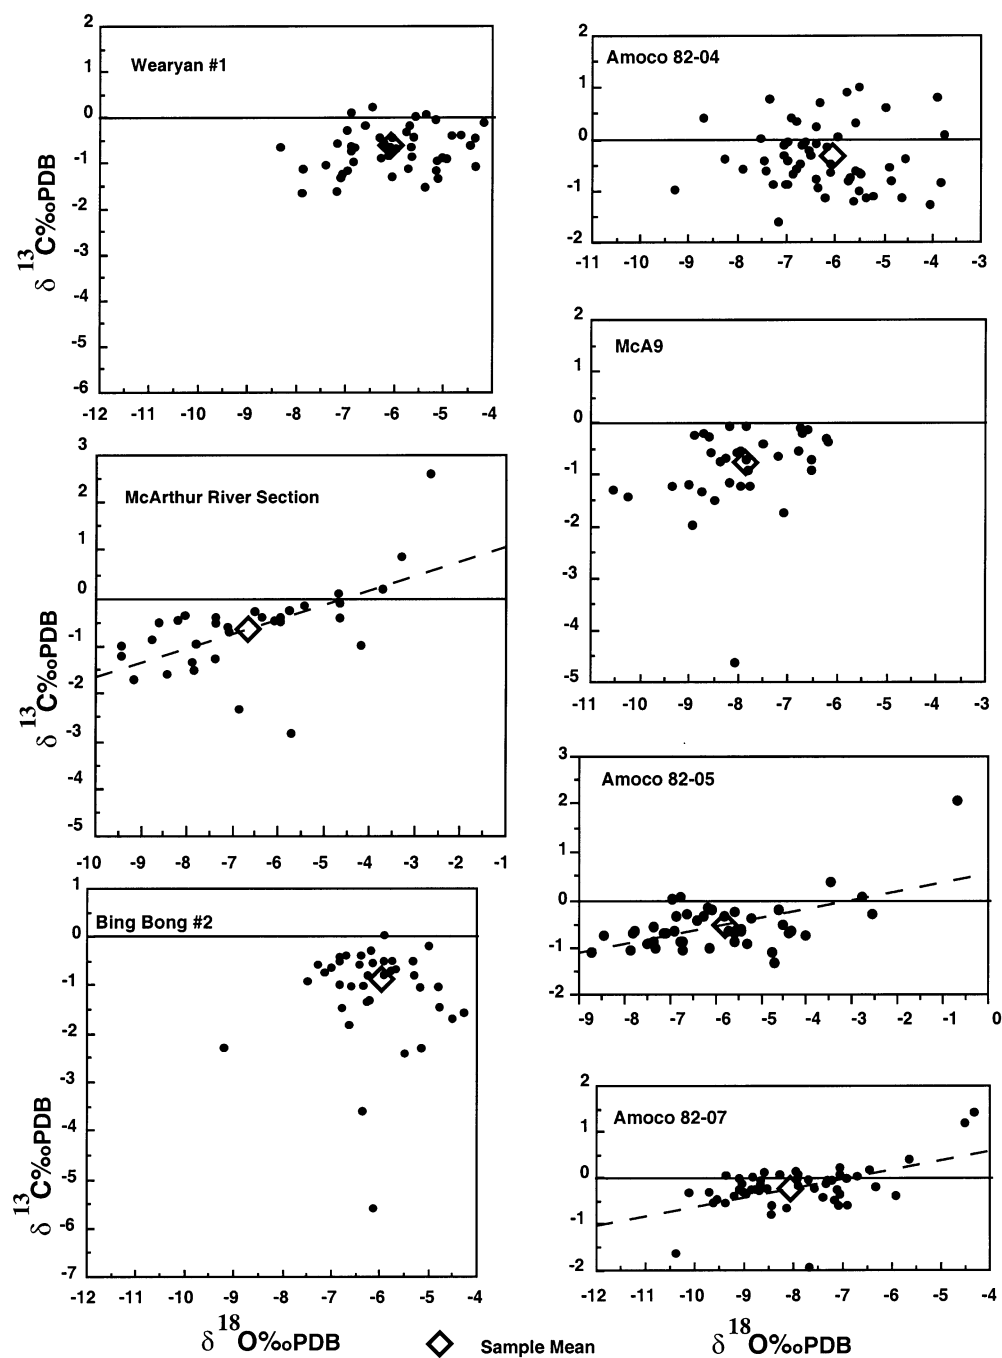 Wearyan #1
2
1
0
-1
-2
-3
-4
-5
-6
-12 -11 -10 -9 -8 -7 -6 -5 -4
δ 13C‰PDB
Amoco 82-04
2
1
0
-1
-2
-11 -10 -9 -8 -7 -6 -5 -4 -3
McArthur River Section
3
2
1
0
-1
-2
-3
-4
-5
-10 -9 -8 -7 -6 -5 -4 -3 -2 -1
δ 13C‰PDB
McA9
2
1
0
-1
-2
-3
-4
-5
-11 -10 -9 -8 -7 -6 -5 -4 -3
Amoco 82-05
3
2
1
0
-1
-2
-9 -8 -7 -6 -5 -4 -3 -2 -1 0
Bing Bong #2
1
0
-1
-2
-3
-4
-5
-6
-7
-12 -11 -10 -9 -8 -7 -6 -5 -4
δ 13C‰PDB
δ 18O‰PDB
Amoco 82-07
2
1
0
-1
-2
-12 -11 -10 -9 -8 -7 -6 -5 -4
δ 18O‰PDB
Sample Mean